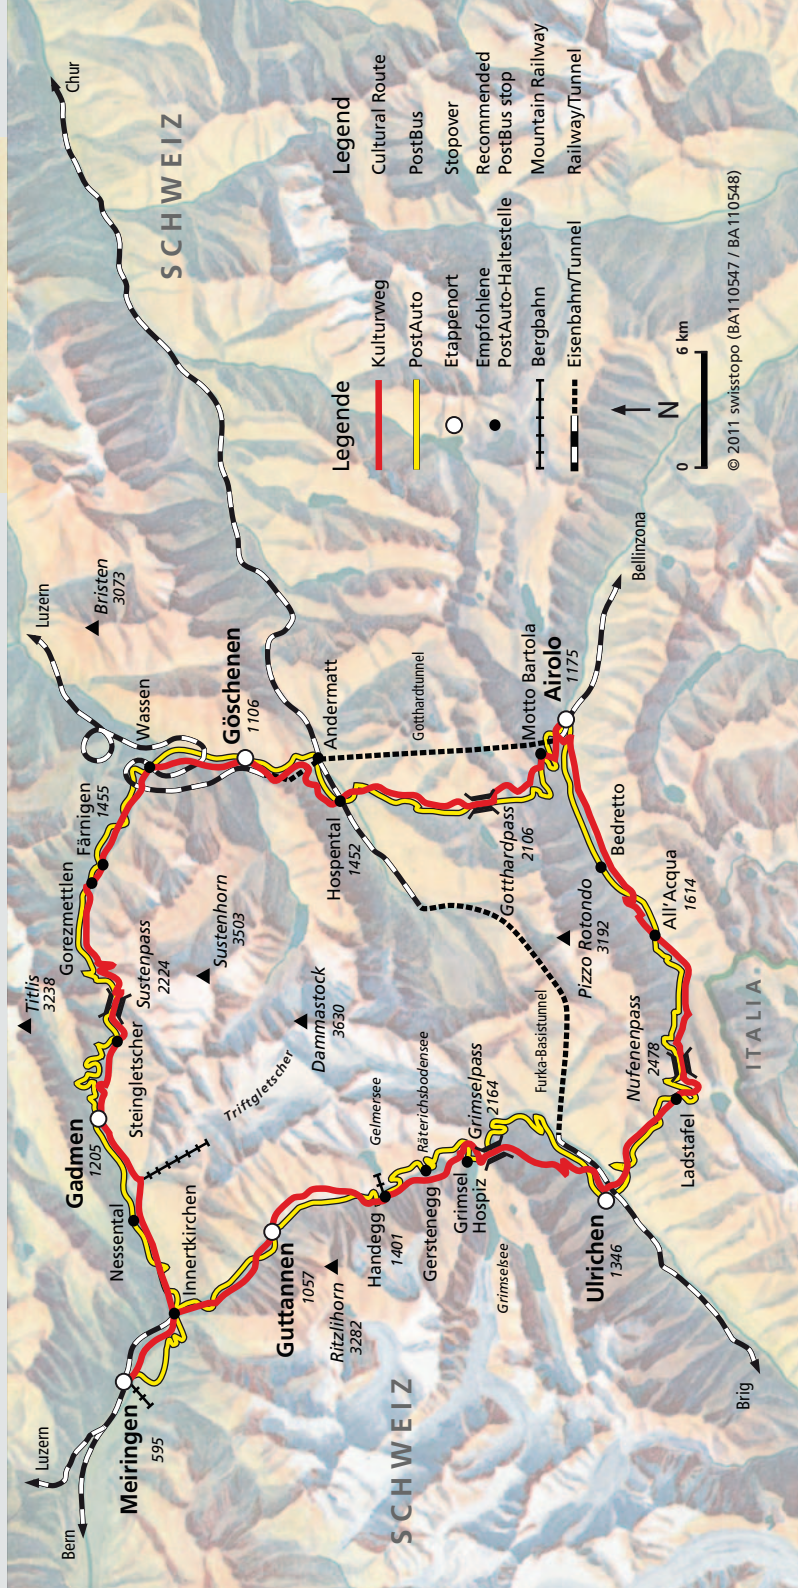 Luzern
Bern
Meiringen
595
Innertkirchen
Nessental
Gadmen
1205
Steingletscher
Titlis
3238
Sustenpass
2224
Gorezmettlen
Färnigen
1455
Wassen
Luzern
Bristen
3073
Chur
SCHWEIZ
Göschenen
1106
Andermatt
Hospental
1452
Sustenhorn
3503
Dammastock
3630
Triftgletscher
Guttannen
1057
Ritzlihorn
3282
Handegg
1401
Gelmersee
Räterichsbodensee
Gerstenegg
Grimsel
Hospiz
Grimselpass
2164
Grimselsee
SCHWEIZ
Gotthardtunnel
Gotthardpass
2106
Motto Bartola
Airolo
1175
Bellinzona
Pizzo Rotondo
3192
Bedretto
All'Acqua
1614
Furka-Basistunnel
Nufenenpass
2478
Ladstafel
Ulrichen
1346
Brig
ITALIA
Legende
Kulturweg
PostAuto
Etappenort
Empfohlene
PostAuto-Haltestelle
Bergbahn
Eisenbahn/Tunnel
Legend
Cultural Route
PostBus
Stopover
Recommended
PostBus stop
Mountain Railway
Railway/Tunnel
N
0 6 km
© 2011 swisstopo (BA110547 / BA110548)